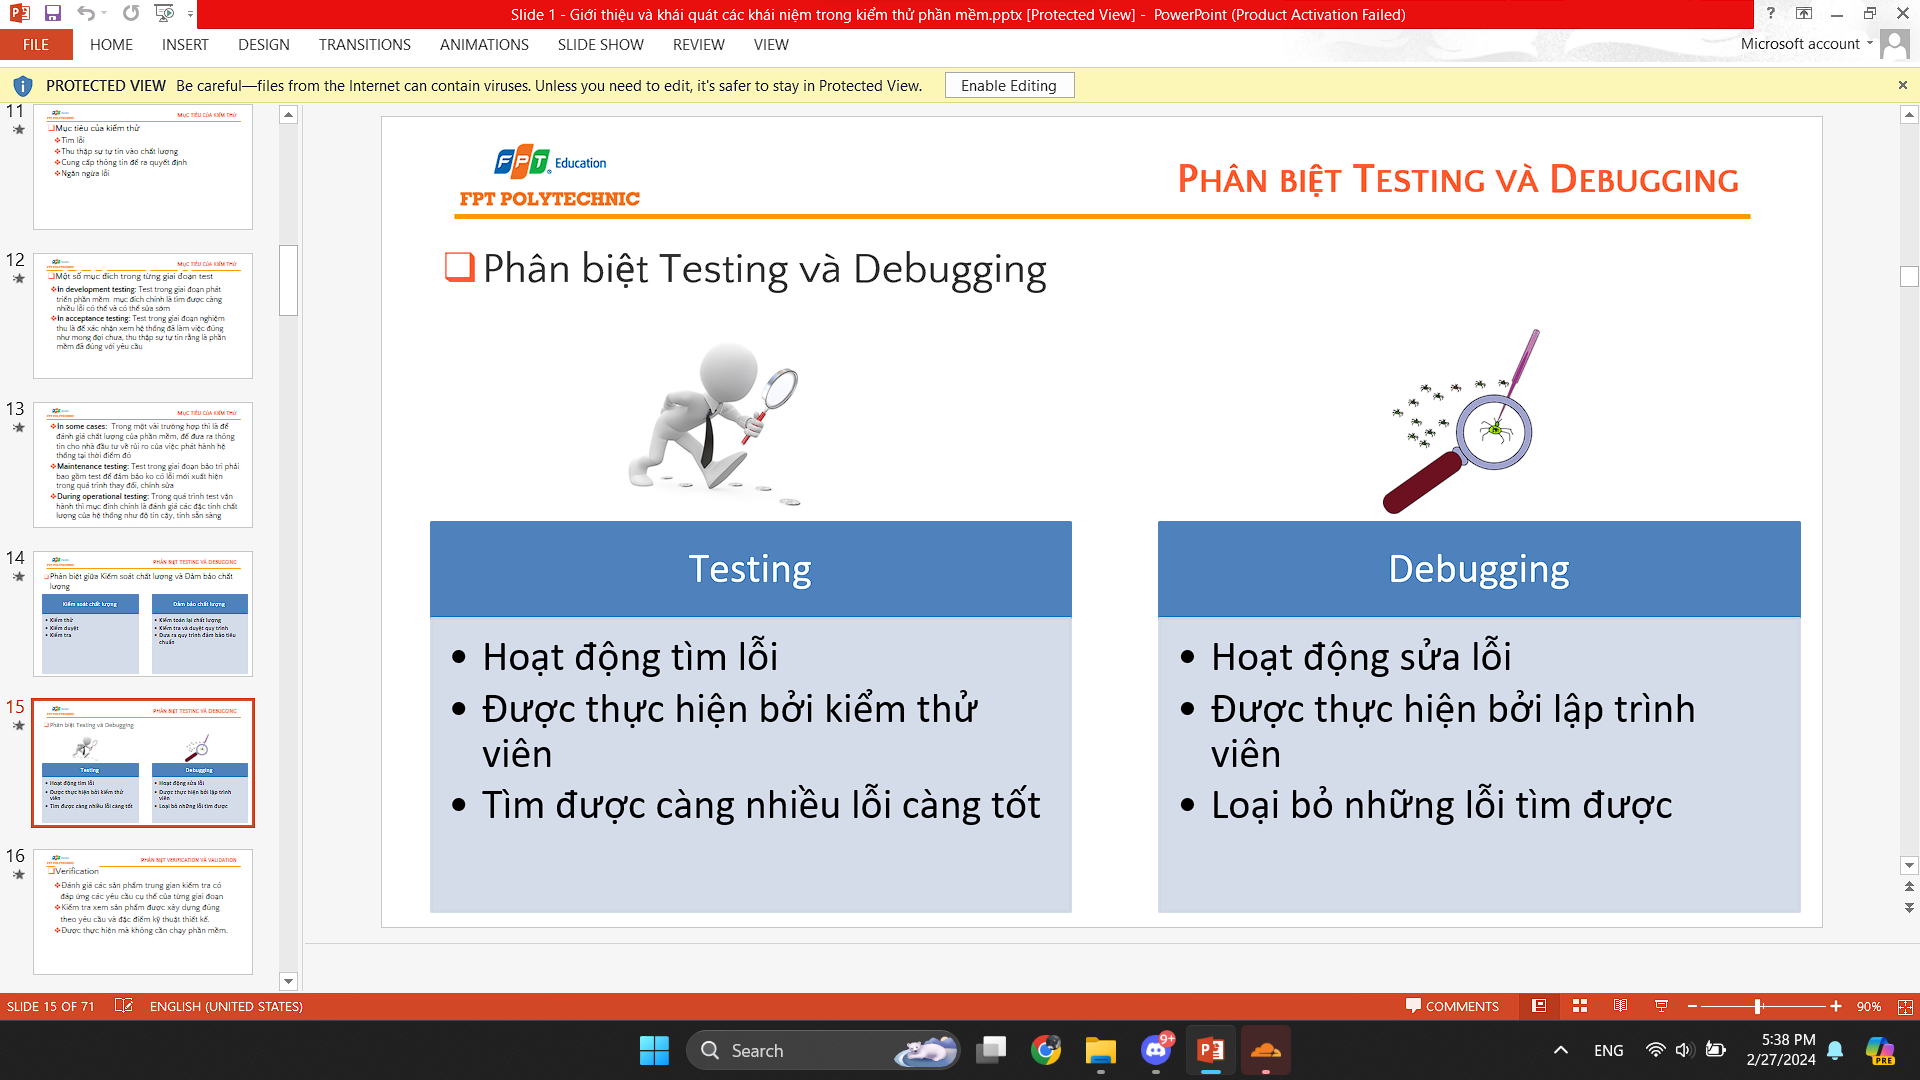 Slide 1 - Giới thiệu và khái quát các khái niệm trong kiểm thử phần mềm.pptx [Protected View] - PowerPoint (Product Activation Failed)
FILE HOME INSERT DESIGN TRANSITIONS ANIMATIONS SLIDE SHOW REVIEW VIEW Microsoft account
PROTECTED VIEW Be careful—files from the Internet can contain viruses. Unless you need to edit, it's safer to stay in Protected View. Enable Editing
11
MỤC TIÊU CỦA KIỂM THỬ
Mục tiêu của kiểm thử
Tìm lỗi
Thu thập sự tự tin vào chất lượng
Cung cấp thông tin để ra quyết định
Ngăn ngừa lỗi
12
MỤC TIÊU CỦA KIỂM THỬ
Một số mục đích trong từng giai đoạn test
In development testing: Test trong giai đoạn phát
triển phần mềm mục đích chính là tìm được càng
nhiều lỗi có thể và có thể sửa sớm
In acceptance testing: Test trong giai đoạn nghiệm
thu là để xác nhận xem hệ thống đã làm việc đúng
như mong đợi chưa, thu thập sự tự tin rằng là phần
mềm đã đúng với yêu cầu
13
MỤC TIÊU CỦA KIỂM THỬ
In some cases: Trong một vài trường hợp thì là để
đánh giá chất lượng của phần mềm, để đưa ra thông
tin cho nhà đầu tư về rủi ro của việc phát hành hệ
thống tại thời điểm đó
Maintenance testing: Test trong giai đoạn bảo trì phải
bao gồm test để đảm bảo ko có lỗi mới xuất hiện
trong quá trình thay đổi, chỉnh sửa
During operational testing: Trong quá trình test vận
hành thì mục đính chính là đánh giá các đặc tính chất
lượng của hệ thống như độ tin cậy, tính sẵn sàng
14
PHÂN BIỆT TESTING VÀ DEBUGGING
Phân biệt giữa Kiểm soát chất lượng và Đảm bảo chất
lượng
Kiểm soát chất lượng Đảm bảo chất lượng
• Kiểm thử
• Kiểm duyệt
• Kiểm tra
• Kiểm toán lại chất lượng
• Kiểm tra và duyệt quy trình
• Đưa ra quy trình đảm bảo tiêu
chuẩn
15
PHÂN BIỆT TESTING VÀ DEBUGGING
Phân biệt Testing và Debugging
Testing Debugging
• Hoạt động tìm lỗi
• Được thực hiện bởi kiểm thử
viên
• Tìm được càng nhiều lỗi càng tốt
• Hoạt động sửa lỗi
• Được thực hiện bởi lập trình
viên
• Loại bỏ những lỗi tìm được
16
PHÂN BIỆT VERIFICATION VÀ VALIDATION
Verification
Đánh giá các sản phẩm trung gian kiểm tra có
đáp ứng các yêu cầu cụ thể của từng giai đoạn
Kiểm tra xem sản phẩm được xây dựng đúng
theo yêu cầu và đặc điểm kỹ thuật thiết kế.
Được thực hiện mà không cần chạy phần mềm.
FPT Education
FPT POLYTECHNIC
PHÂN BIỆT TESTING VÀ DEBUGGING
Phân biệt Testing và Debugging
Testing
• Hoạt động tìm lỗi
• Được thực hiện bởi kiểm thử
viên
• Tìm được càng nhiều lỗi càng tốt
Debugging
• Hoạt động sửa lỗi
• Được thực hiện bởi lập trình
viên
• Loại bỏ những lỗi tìm được
SLIDE 15 OF 71 ENGLISH (UNITED STATES) COMMENTS 90%
Search 9+ ENG 5:38 PM
2/27/2024
PRE